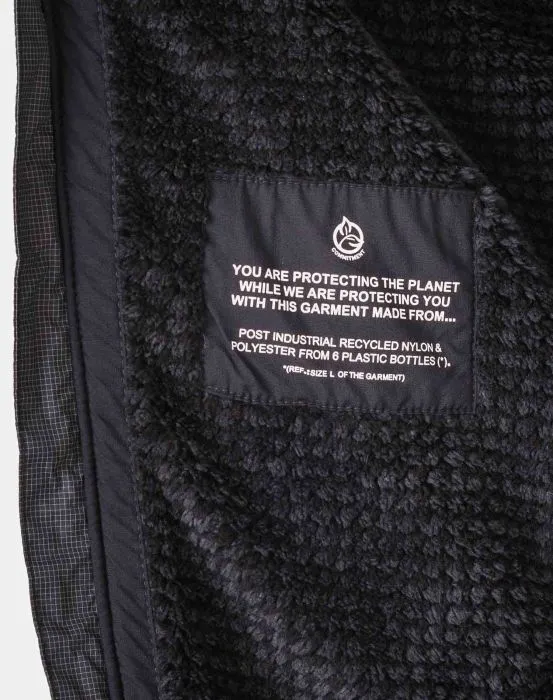 COMMITMENT
YOU ARE PROTECTING THE PLANET
WHILE WE ARE PROTECTING YOU
WITH THIS GARMENT MADE FROM...
POST INDUSTRIAL RECYCLED NYLON &
POLYESTER FROM 6 PLASTIC BOTTLES (*).
*(REF.:SIZE L OF THE GARMENT)